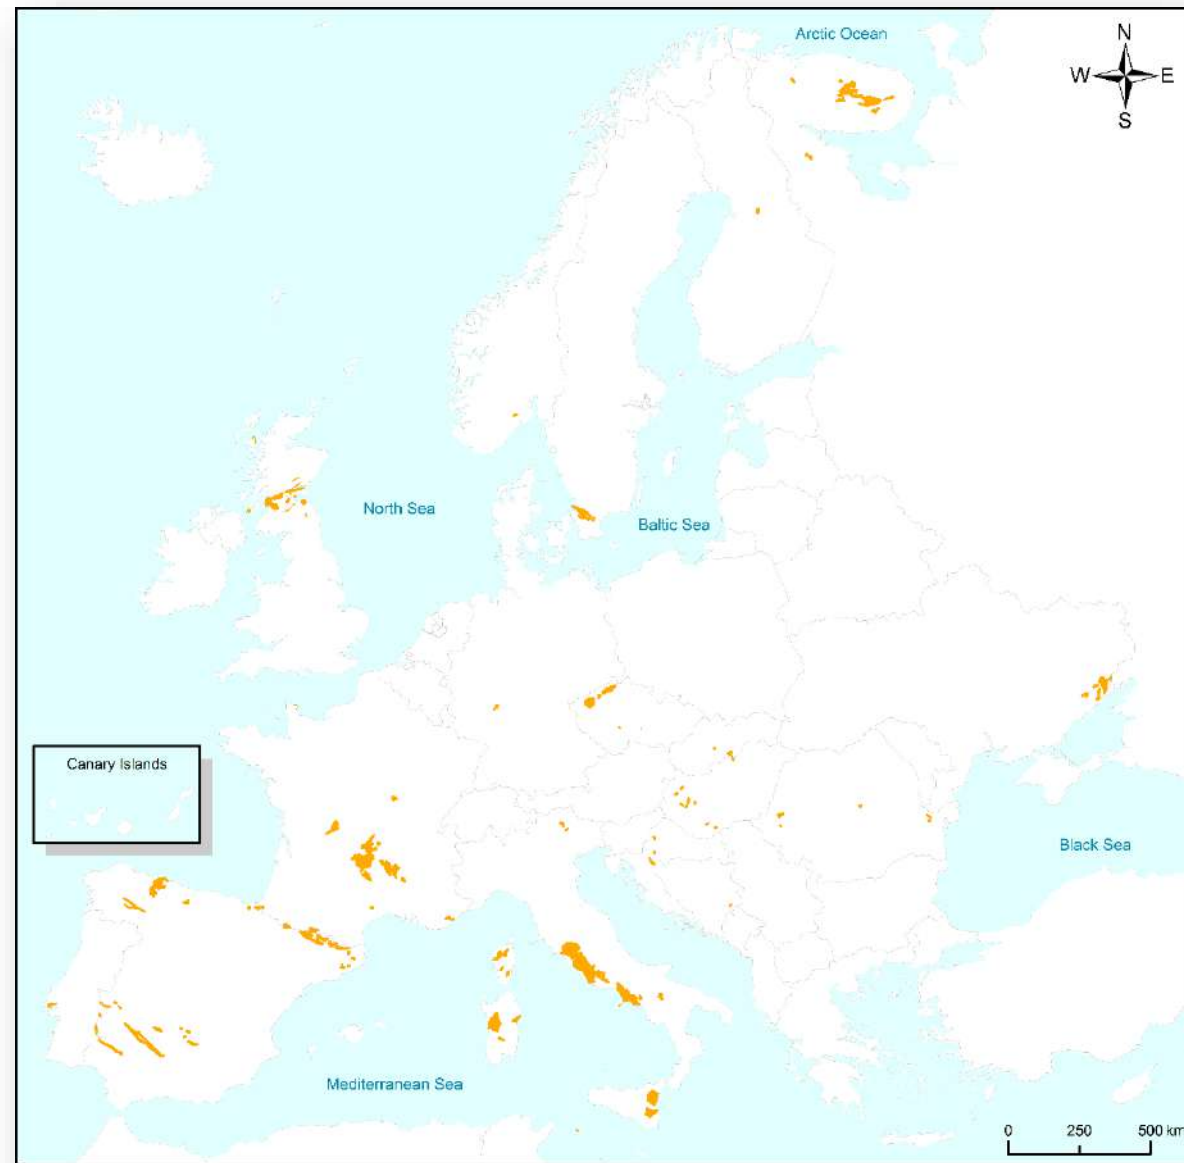 Arctic Ocean
N
W E
S
North Sea
Baltic Sea
Canary Islands
Black Sea
Mediterranean Sea
0 250 500 km